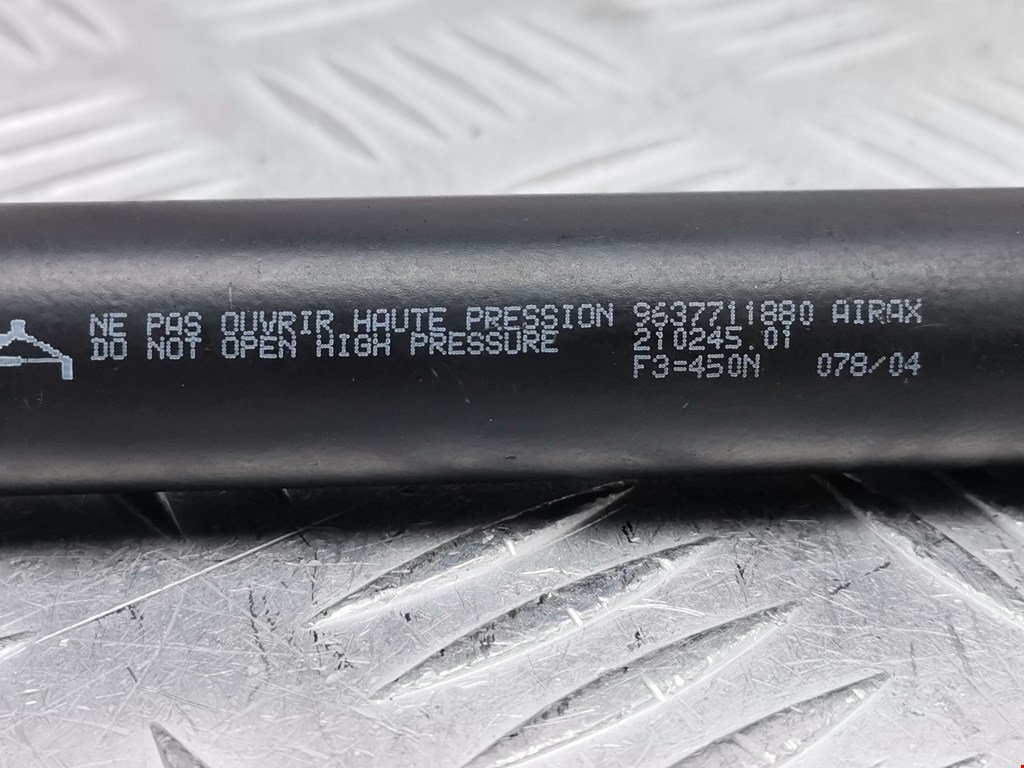 NE PAS OUVRIR HAUTE PRESSION 9637711880 AIRAX
DO NOT OPEN HIGH PRESSURE 210245.01
F3=450N 078/04